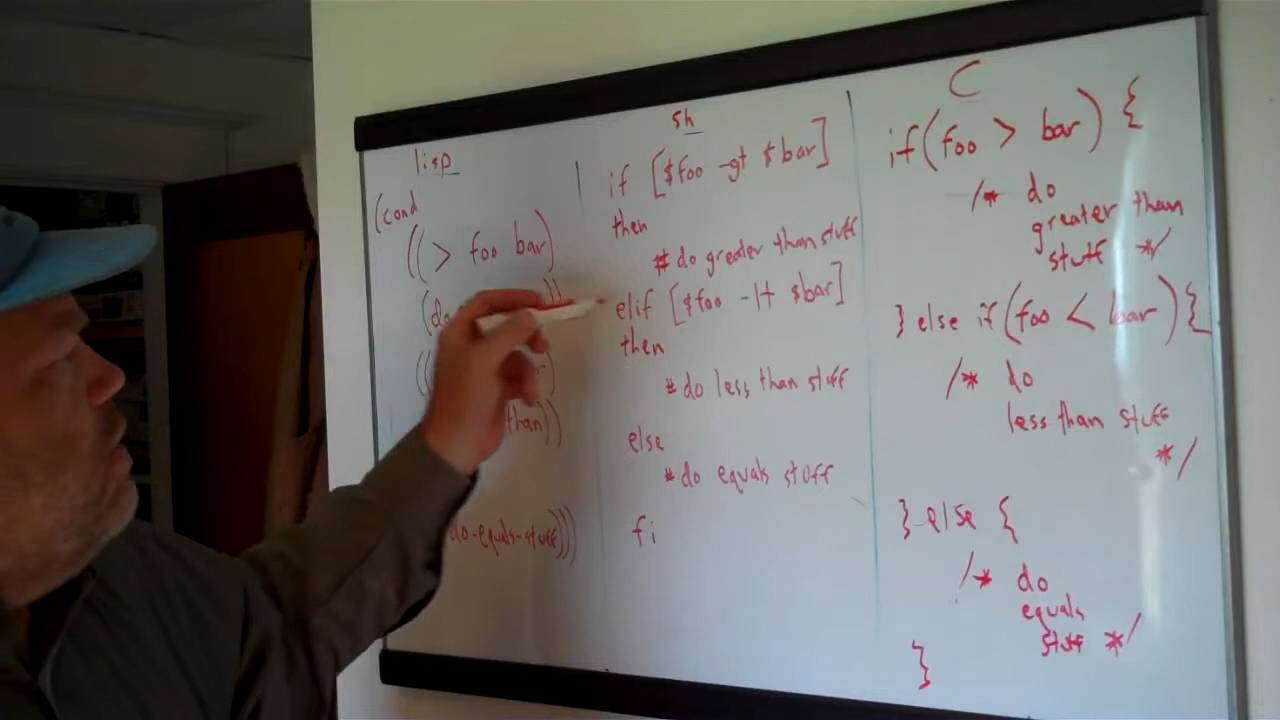 lisp
(cond
((> foo bar)
(do
))
((
r)
than))
do-equals-stuff)))
sh
if [$foo -gt $bar]
then
# do greater than stuff
elif [$foo -lt $bar]
then
# do less than stuff
else
# do equals stuff
fi
C
if(foo > bar) {
/* do
greater than
stuff */
} else if(foo < bar){
/* do
less than stuff
*/
} else {
/* do
equals
stuff */
}